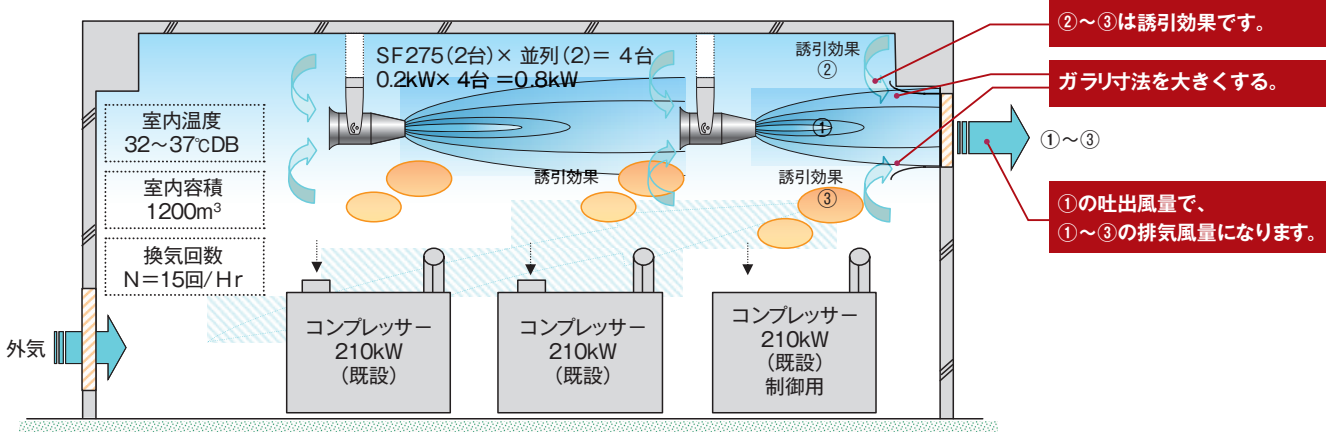 SF275(2台)× 並列(2)= 4台
0.2kW× 4台 =0.8kW
誘引効果
②
②〜③は誘引効果です。
ガラリ寸法を大きくする。
室内温度
32〜37℃DB
室内容積
1200m³
換気回数
N=15回/Hr
①
①〜③
誘引効果
誘引効果
③
①の吐出風量で、
①〜③の排気風量になります。
外気
コンプレッサー
210kW
(既設)
コンプレッサー
210kW
(既設)
コンプレッサー
210kW
(既設)
制御用